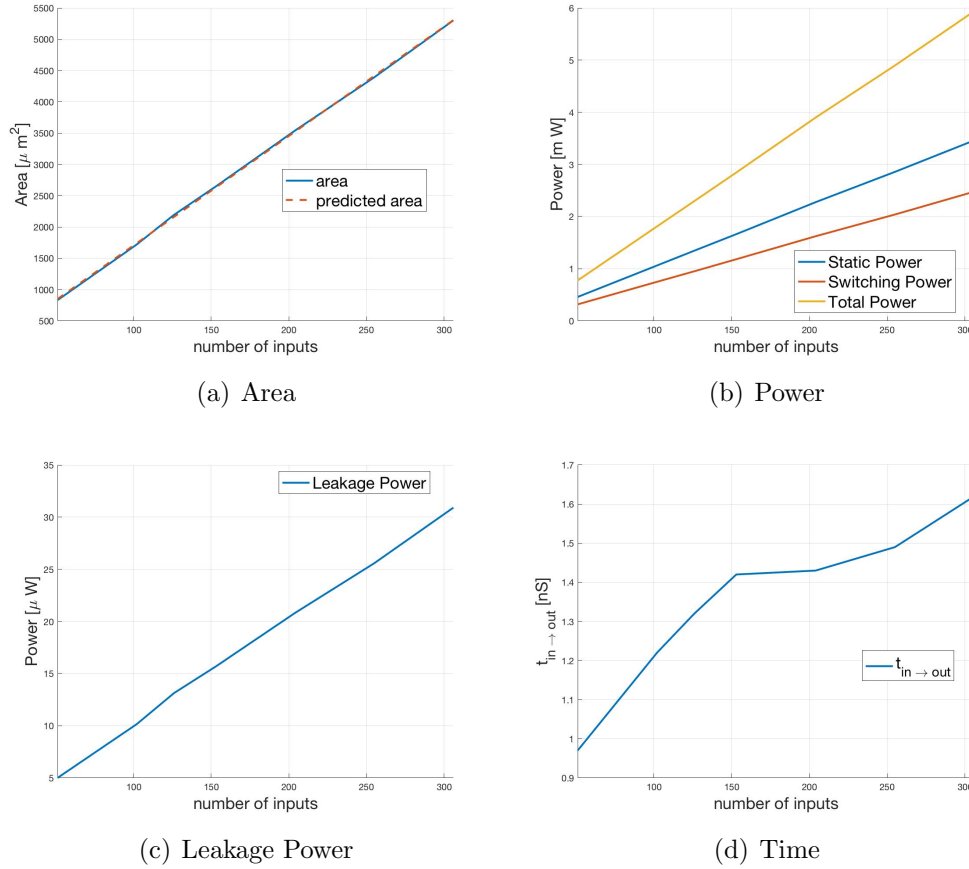 5500
5000
4500
4000
3500
3000
2500
2000
1500
1000
500
Area [μ m²]
area
predicted area
100
150
200
250
300
number of inputs
(a) Area
6
5
4
3
2
1
0
Power [m W]
Static Power
Switching Power
Total Power
100
150
200
250
300
number of inputs
(b) Power
35
30
25
20
15
10
5
Power [μ W]
Leakage Power
100
150
200
250
300
number of inputs
(c) Leakage Power
1.7
1.6
1.5
1.4
1.3
1.2
1.1
1
0.9
t in → out [nS]
t in → out
100
150
200
250
300
number of inputs
(d) Time